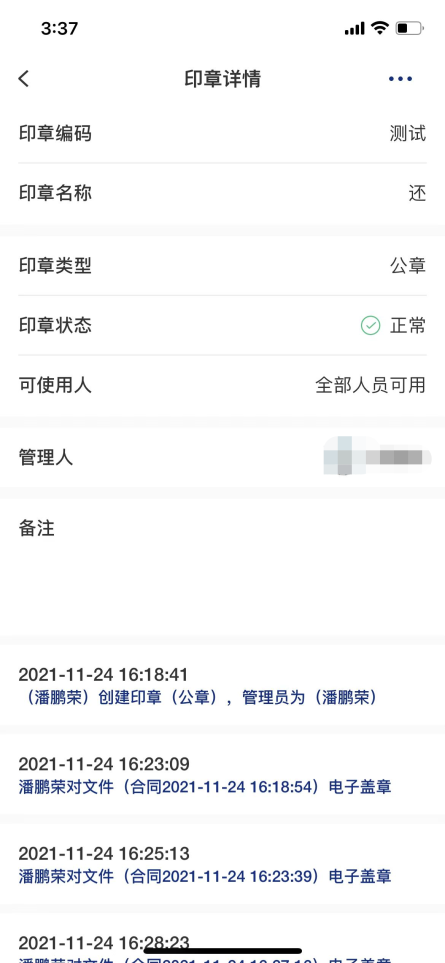 3:37
印章详情
印章编码 测试
印章名称 还
印章类型 公章
印章状态 正常
可使用人 全部人员可用
管理人
备注
2021-11-24 16:18:41
（潘鹏荣）创建印章（公章），管理员为（潘鹏荣）
2021-11-24 16:23:09
潘鹏荣对文件（合同2021-11-24 16:18:54）电子盖章
2021-11-24 16:25:13
潘鹏荣对文件（合同2021-11-24 16:23:39）电子盖章
2021-11-24 16:28:23